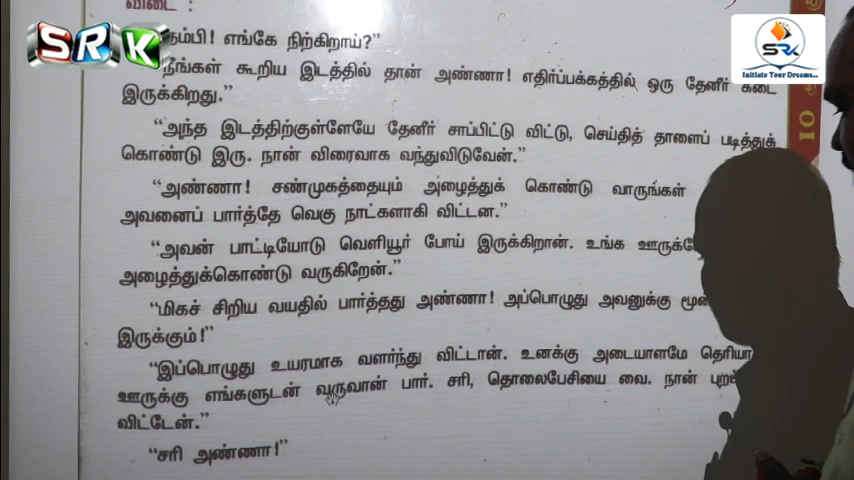 விடை :
SRK
தம்பி! எங்கே நிற்கிறாய்?"
நீங்கள் கூறிய இடத்தில் தான் அண்ணா! எதிர்ப்பக்கத்தில் ஒரு தேனீர் கடை
இருக்கிறது."
"அந்த இடத்திற்குள்ளேயே தேனீர் சாப்பிட்டு விட்டு, செய்தித் தாளைப் படித்துக்
கொண்டு இரு. நான் விரைவாக வந்துவிடுவேன்."
"அண்ணா! சண்முகத்தையும் அழைத்துக் கொண்டு வாருங்கள்
அவனைப் பார்த்தே வெகு நாட்களாகி விட்டன."
"அவன் பாட்டியோடு வெளியூர் போய் இருக்கிறான். உங்க
அழைத்துக்கொண்டு வருகிறேன்."
"மிகச் சிறிய வயதில் பார்த்தது அண்ணா! அப்பொழுது அவனுக்கு
இருக்கும்!"
"இப்பொழுது உயரமாக வளர்ந்து விட்டான். உனக்கு அடையாளமே
ஊருக்கு எங்களுடன் வருவான் பார். சரி, தொலைபேசியை வை. நான்
விட்டேன்."
"சரி அண்ணா!"
SRK
Initiate Your Dreams...
10